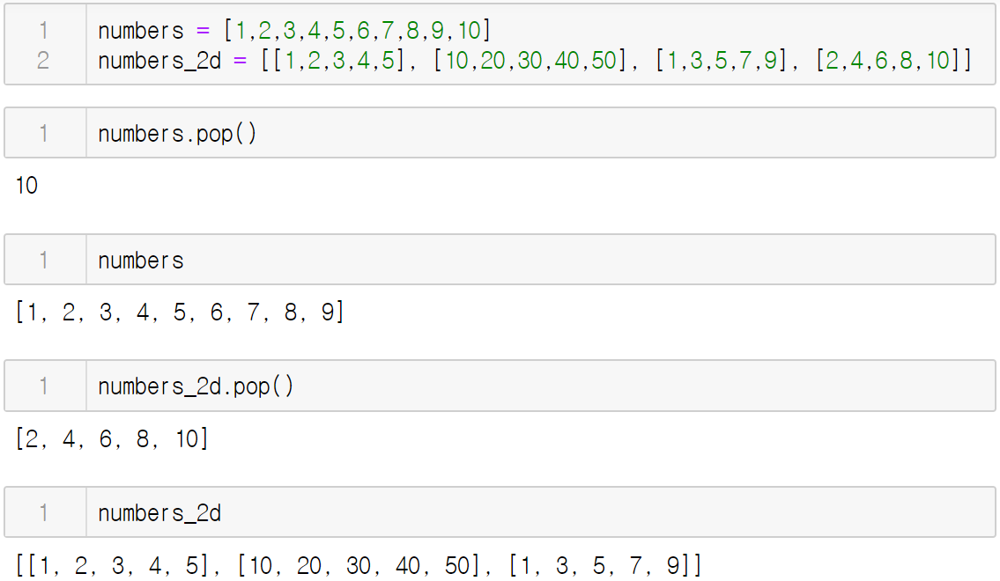 1 numbers = [1,2,3,4,5,6,7,8,9,10]
2 numbers_2d = [[1,2,3,4,5], [10,20,30,40,50], [1,3,5,7,9], [2,4,6,8,10]]
1 numbers.pop()
10
1 numbers
[1, 2, 3, 4, 5, 6, 7, 8, 9]
1 numbers_2d.pop()
[2, 4, 6, 8, 10]
1 numbers_2d
[[1, 2, 3, 4, 5], [10, 20, 30, 40, 50], [1, 3, 5, 7, 9]]